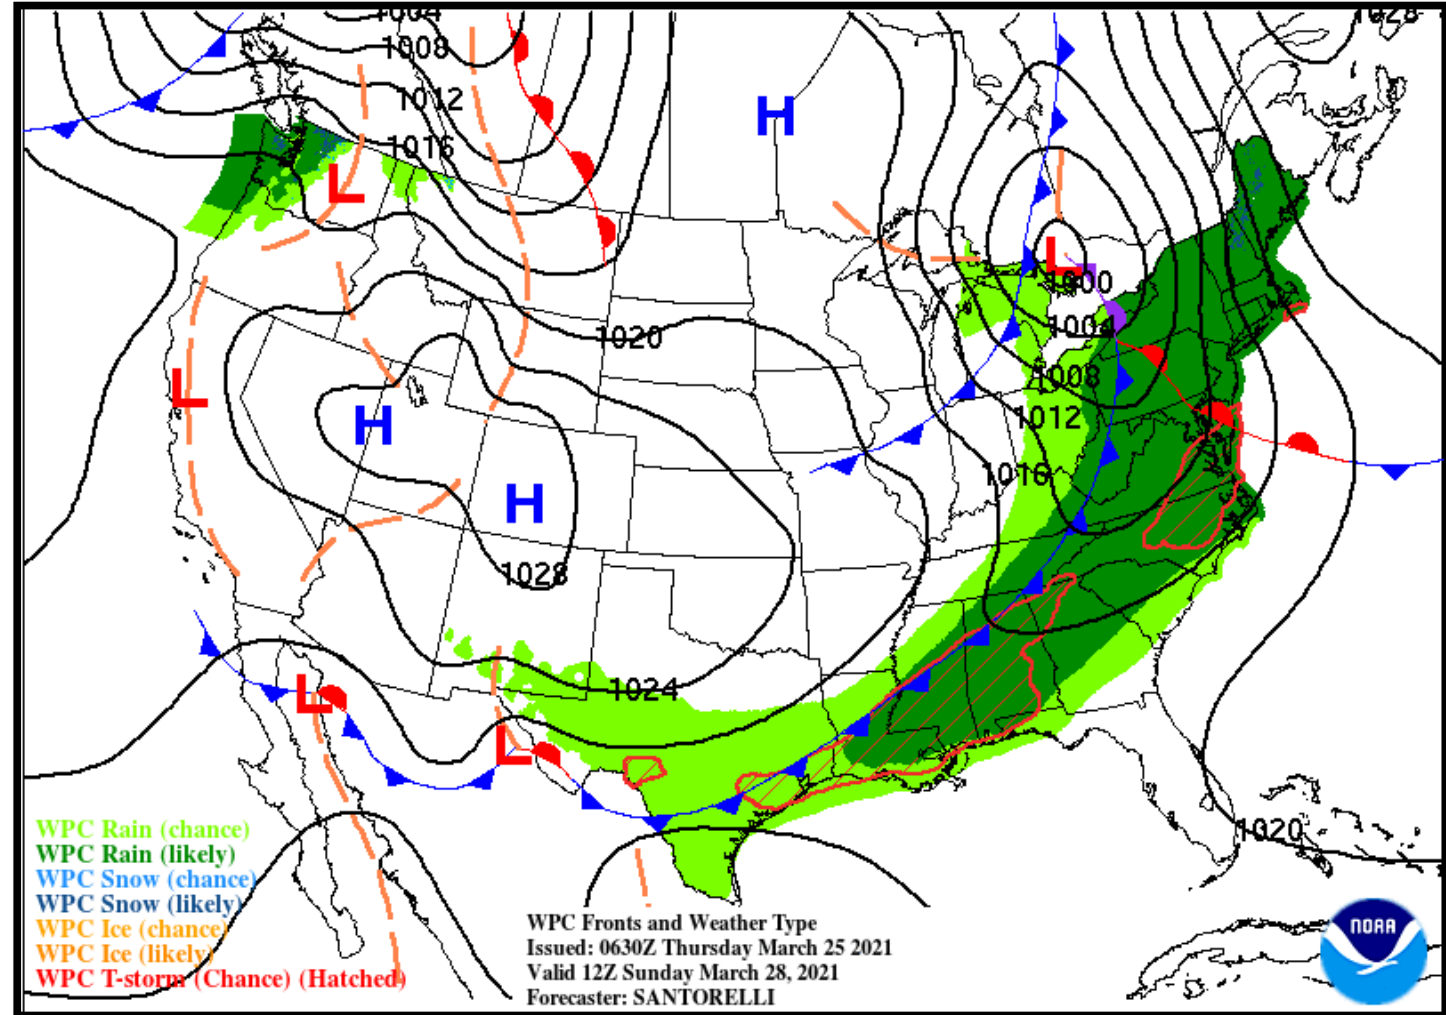 1004
1028
1008
1012
1016
H
L
L
1000
1004
1020
1008
L
H
1012
1016
H
1028
1024
L
L
1020
WPC Rain (chance)
WPC Rain (likely)
WPC Snow (chance)
WPC Snow (likely)
WPC Ice (chance)
WPC Ice (likely)
WPC T-storm (Chance) (Hatched)
WPC Fronts and Weather Type
Issued: 0630Z Thursday March 25 2021
Valid 12Z Sunday March 28, 2021
Forecaster: SANTORELLI
NOAA